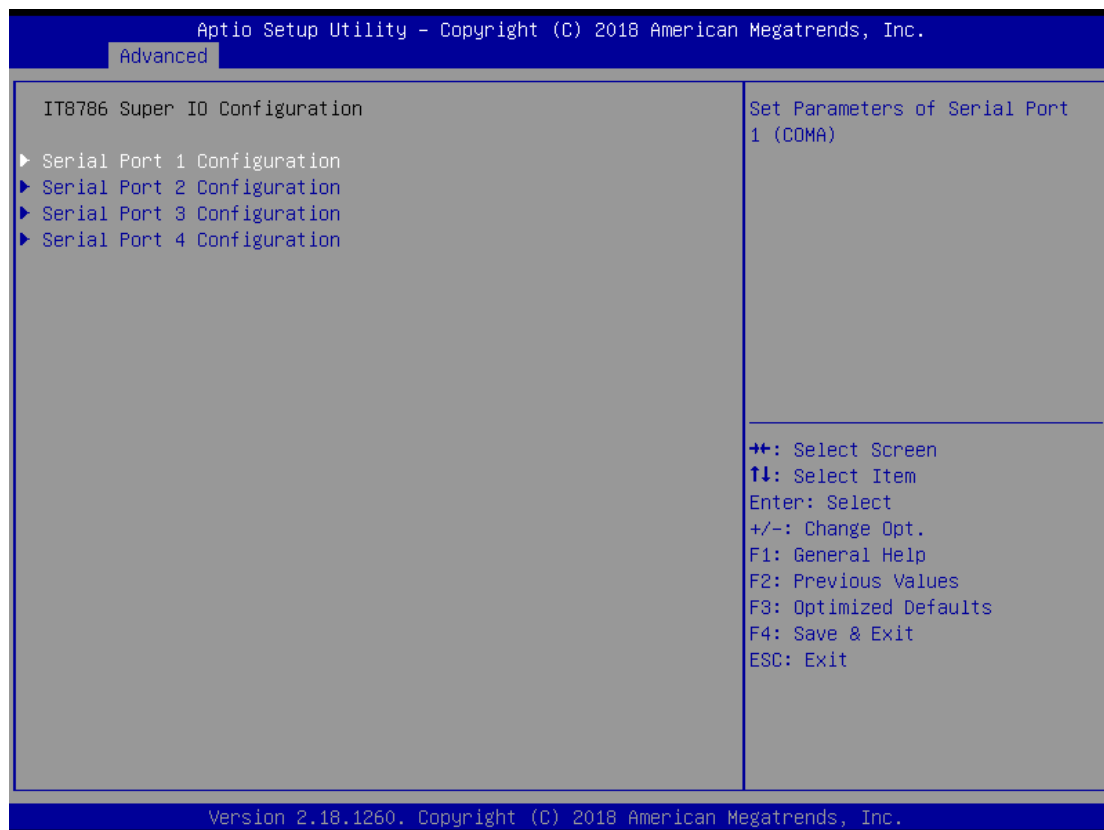 Aptio Setup Utility – Copyright (C) 2018 American Megatrends, Inc.
Advanced
IT8786 Super IO Configuration
▶ Serial Port 1 Configuration
▶ Serial Port 2 Configuration
▶ Serial Port 3 Configuration
▶ Serial Port 4 Configuration
Set Parameters of Serial Port
1 (COMA)
→←: Select Screen
↑↓: Select Item
Enter: Select
+/-: Change Opt.
F1: General Help
F2: Previous Values
F3: Optimized Defaults
F4: Save & Exit
ESC: Exit
Version 2.18.1260. Copyright (C) 2018 American Megatrends, Inc.